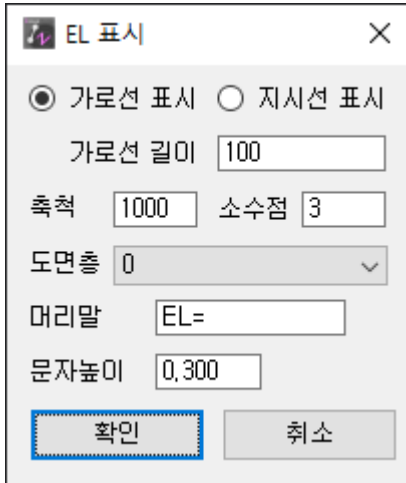 EL 표시
가로선 표시 지시선 표시
가로선 길이 100
축척 1000 소수점 3
도면층 0
머리말 EL=
문자높이 0,300
확인 취소